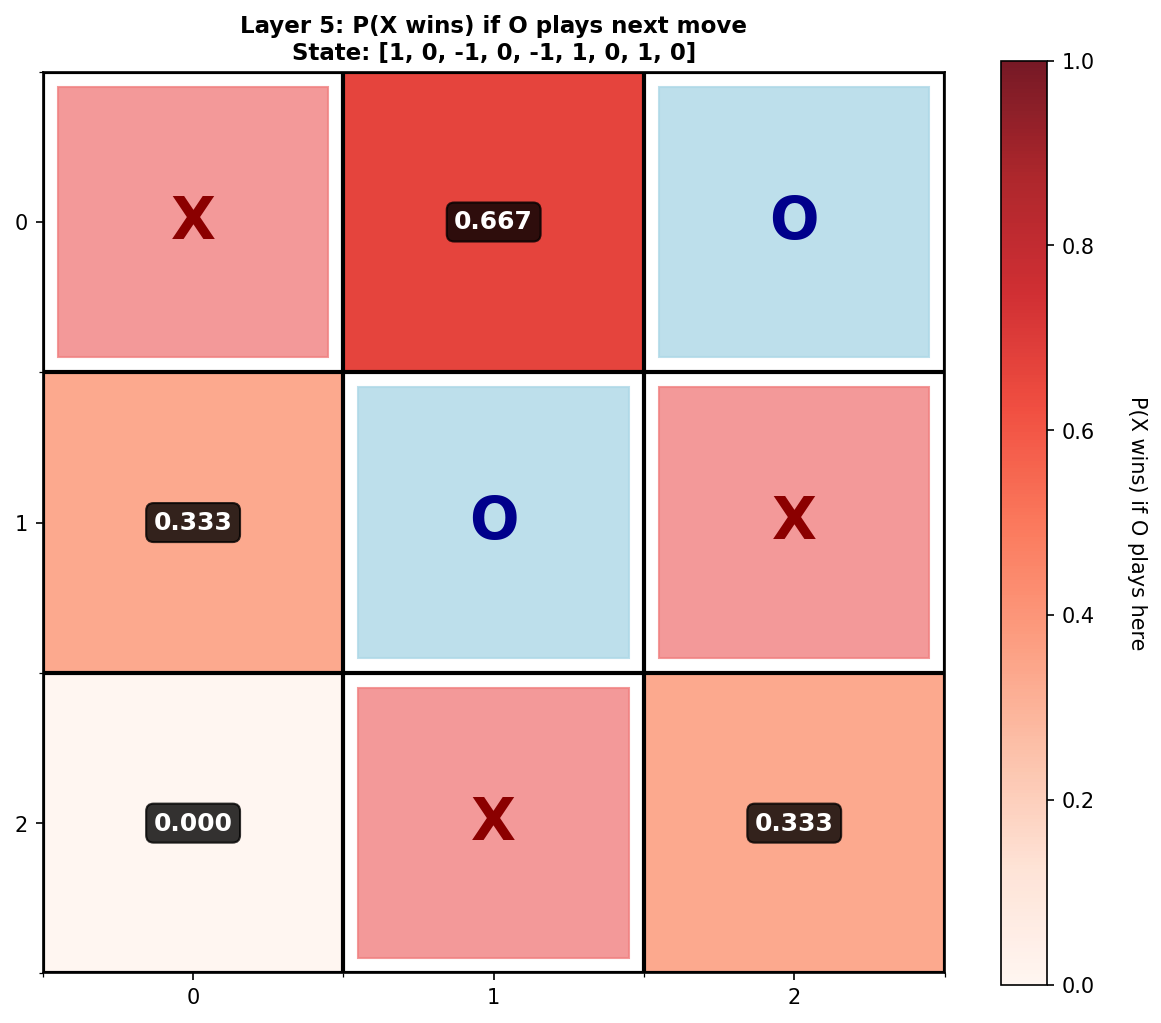 Layer 5: P(X wins) if O plays next move
State: [1, 0, -1, 0, -1, 1, 0, 1, 0]
0
X
0.667
O
1
0.333
O
X
2
0.000
X
0.333
0
1
2
1.0
0.8
0.6
0.4
0.2
0.0
P(X wins) if O plays here